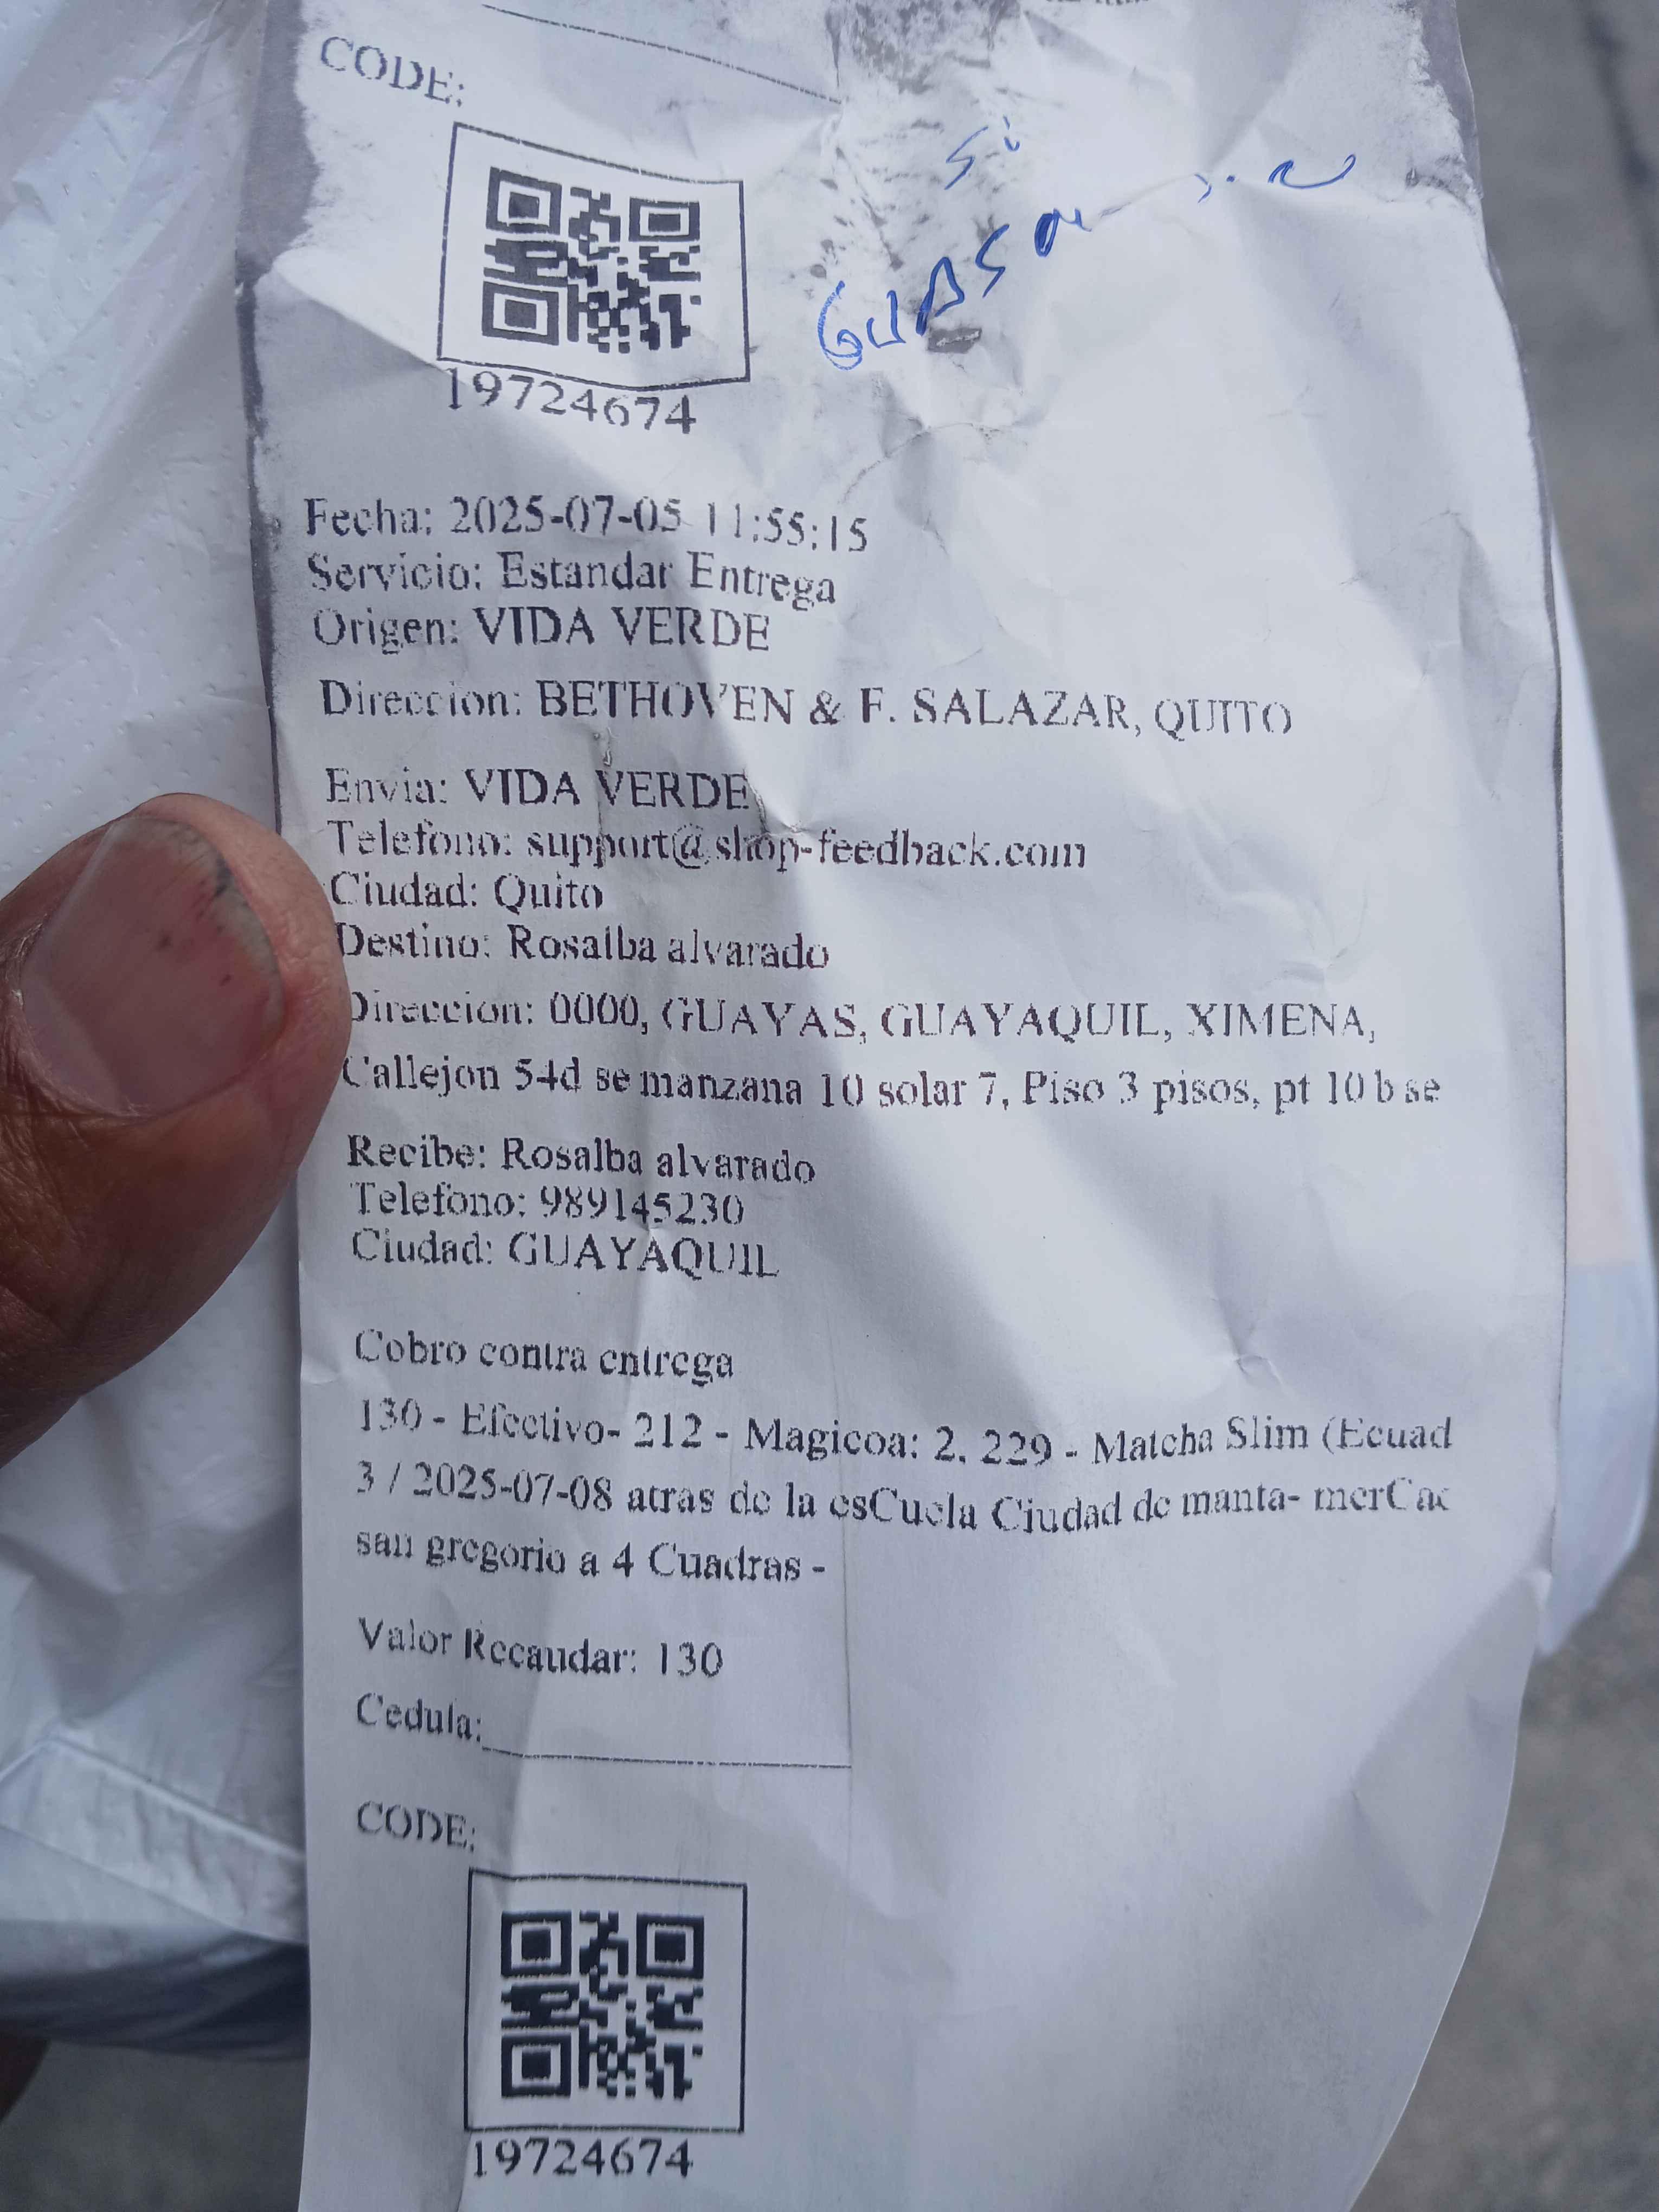 CODE:
Si
19724674
Fecha: 2025-07-05 11:55:15
Servicio: Estandar Entrega
Origen: VIDA VERDE
Direccion: BETHOVEN & F. SALAZAR, QUITO
Envia: VIDA VERDE
Telefono: support@shop-feedback.com
Ciudad: Quito
Destino: Rosalba alvarado
Direccion: 0000, GUAYAS, GUAYAQUIL, XIMENA,
Callejon 54d se manzana 10 solar 7, Piso 3 pisos, pt 10 b se
Recibe: Rosalba alvarado
Telefono: 989145230
Ciudad: GUAYAQUIL
Cobro contra entrega
130 - Efectivo- 212 - Magicoa: 2, 229 - Matcha Slim (Ecuad
3 / 2025-07-08 atras de la esCuela Ciudad de manta- merCac
san gregorio a 4 Cuadras -
Valor Recaudar: 130
Cedula:
CODE:
19724674